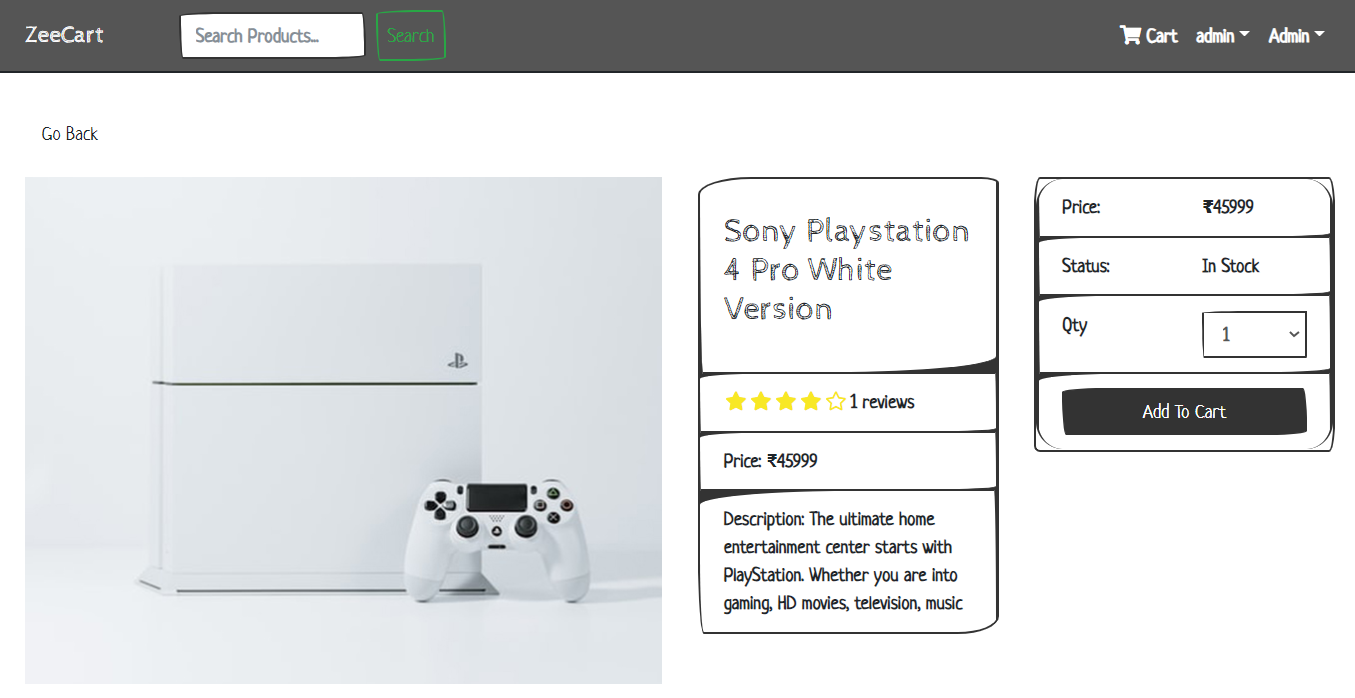 ZeeCart
Search Products...
Search
Cart
admin
Admin
Go Back
Sony Playstation
4 Pro White
Version
1 reviews
Price: ₹45999
Description: The ultimate home
entertainment center starts with
PlayStation. Whether you are into
gaming, HD movies, television, music
Price: ₹45999
Status: In Stock
Qty 1
Add To Cart